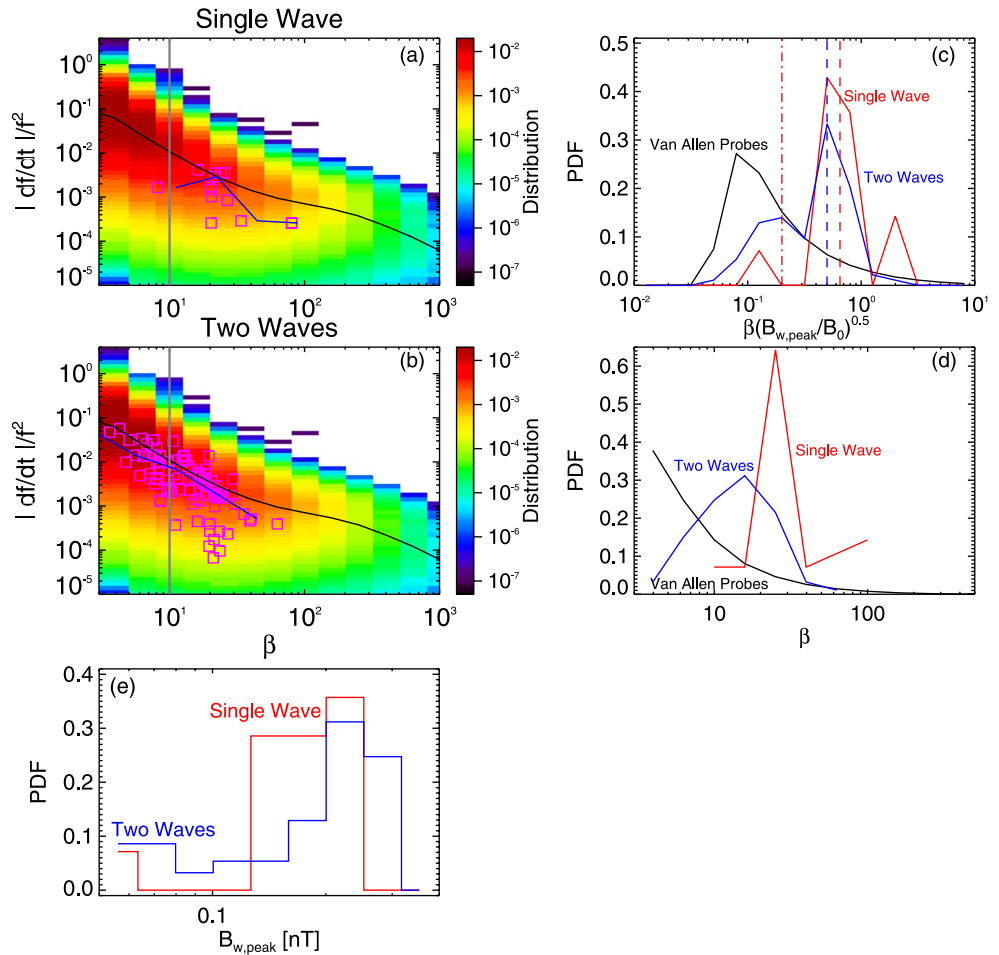 Single Wave
(a)
10⁰
10⁻¹
10⁻²
10⁻³
10⁻⁴
10⁻⁵
| df/dt |/f²
10¹
10²
10³
10⁻²
10⁻³
10⁻⁴
10⁻⁵
10⁻⁶
10⁻⁷
Distribution
(c)
0.5
0.4
0.3
0.2
0.1
0.0
PDF
Van Allen Probes
Single Wave
Two Waves
10⁻²
10⁻¹
10⁰
10¹
β(B_w,peak/B₀)^0.5
Two Waves
(b)
10⁰
10⁻¹
10⁻²
10⁻³
10⁻⁴
10⁻⁵
| df/dt |/f²
10¹
10²
10³
β
10⁻²
10⁻³
10⁻⁴
10⁻⁵
10⁻⁶
10⁻⁷
Distribution
(d)
0.6
0.5
0.4
0.3
0.2
0.1
0.0
PDF
Two Waves
Single Wave
Van Allen Probes
10
100
β
(e)
0.4
0.3
0.2
0.1
0.0
PDF
Single Wave
Two Waves
0.1
B_w,peak [nT]